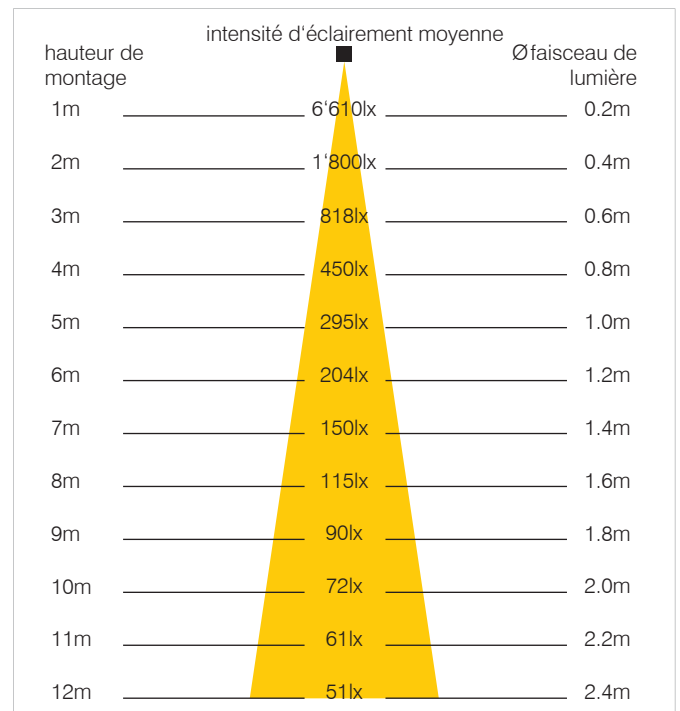 intensité d‘éclairement moyenne
hauteur de montage
Ø faisceau de lumière
1m 6‘610lx 0.2m
2m 1‘800lx 0.4m
3m 818lx 0.6m
4m 450lx 0.8m
5m 295lx 1.0m
6m 204lx 1.2m
7m 150lx 1.4m
8m 115lx 1.6m
9m 90lx 1.8m
10m 72lx 2.0m
11m 61lx 2.2m
12m 51lx 2.4m